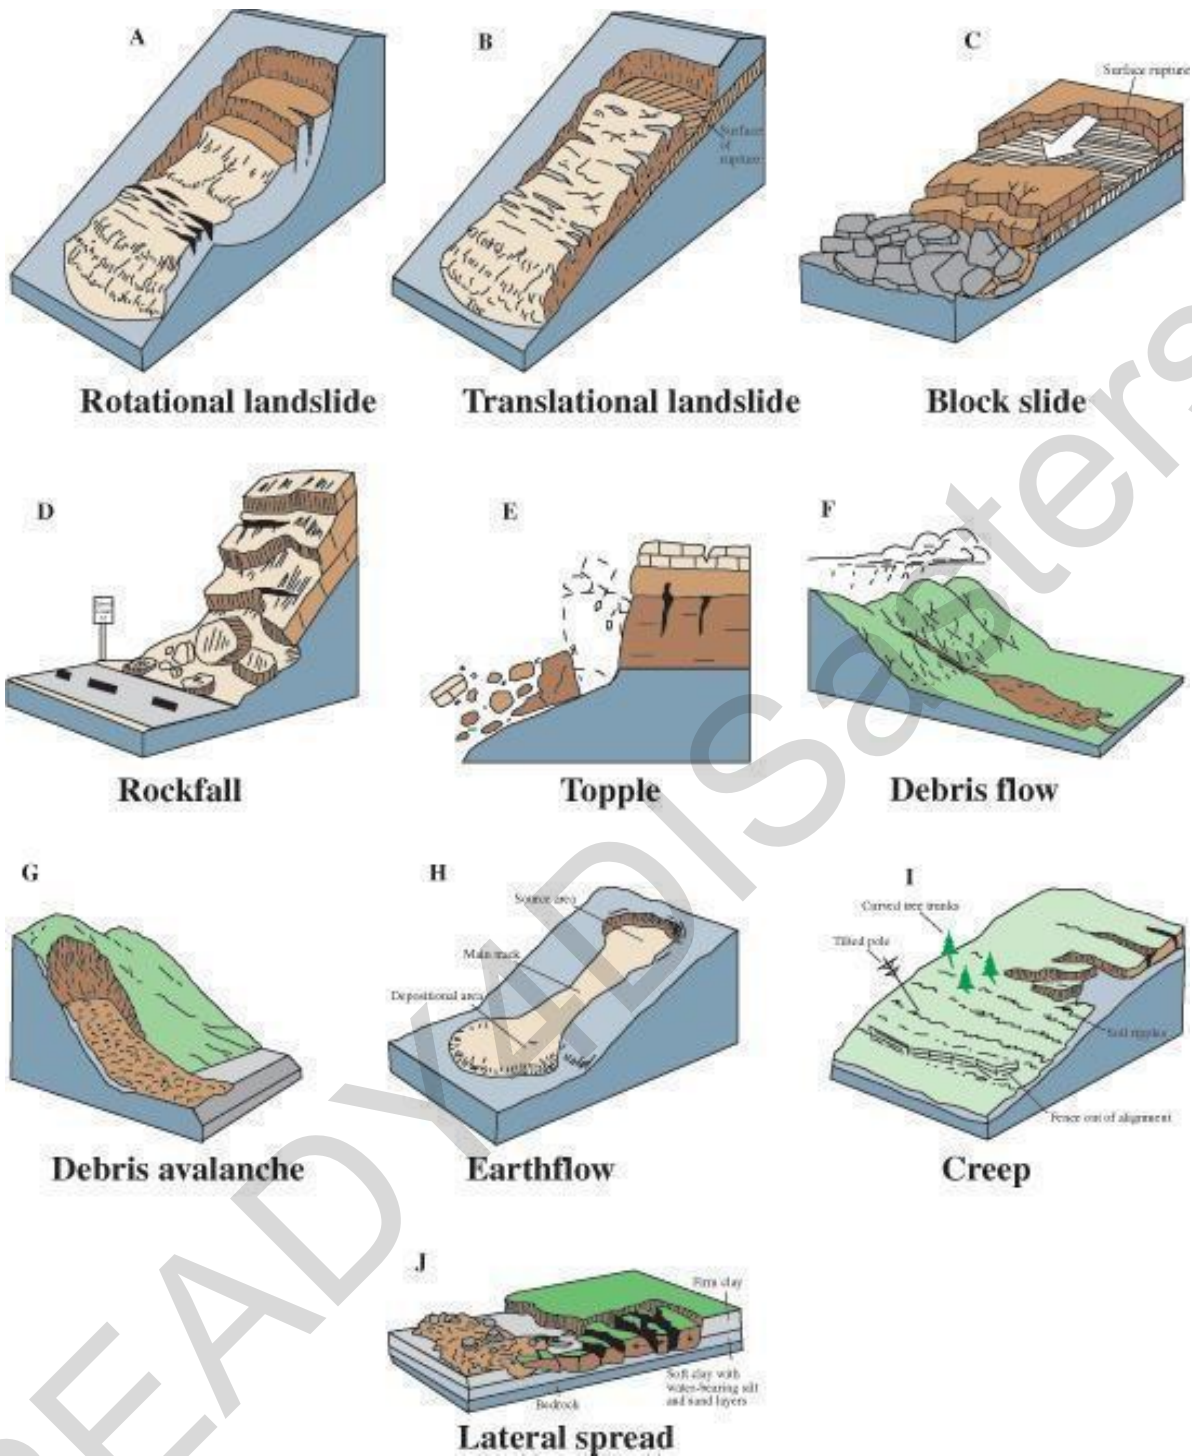 A
B
C
Surface rupture
Surface
of
rupture
Toe
Rotational landslide
Translational landslide
Block slide
D
E
F
Rockfall
Topple
Debris flow
G
H
I
Source area
Main track
Depositional area
Curved tree trunks
Tilted pole
Soil ripples
Fence out of alignment
Debris avalanche
Earthflow
Creep
J
Firm clay
Soft clay with
water-bearing silt
and sand layers
Bedrock
Lateral spread
READY4DISasters